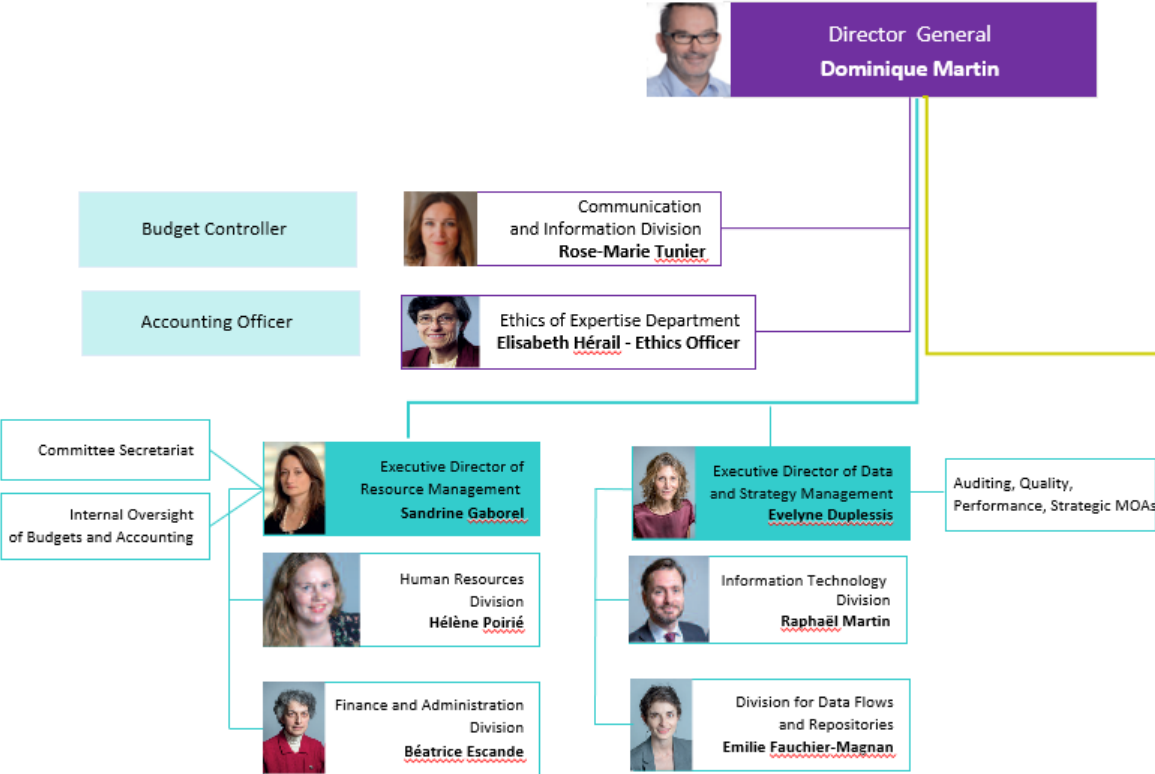 Director General
Dominique Martin
Budget Controller
Communication
and Information Division
Rose-Marie Tunier
Accounting Officer
Ethics of Expertise Department
Elisabeth Hérail - Ethics Officer
Committee Secretariat
Internal Oversight
of Budgets and Accounting
Executive Director of
Resource Management
Sandrine Gaborel
Executive Director of Data
and Strategy Management
Evelyne Duplessis
Auditing, Quality,
Performance, Strategic MOAs
Human Resources
Division
Hélène Poirié
Information Technology
Division
Raphaël Martin
Finance and Administration
Division
Béatrice Escande
Division for Data Flows
and Repositories
Emilie Fauchier-Magnan